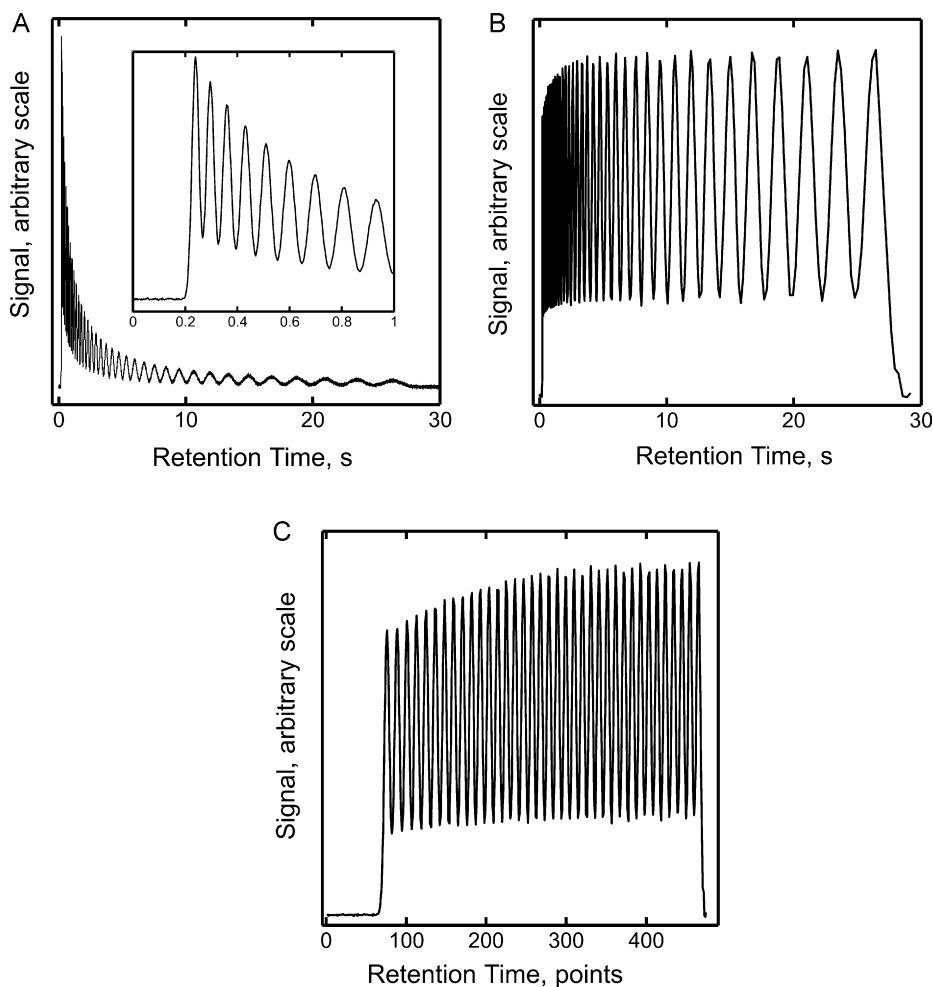 A
Signal, arbitrary scale
0 0.2 0.4 0.6 0.8 1
0 10 20 30
Retention Time, s
B
Signal, arbitrary scale
0 10 20 30
Retention Time, s
C
Signal, arbitrary scale
0 100 200 300 400
Retention Time, points